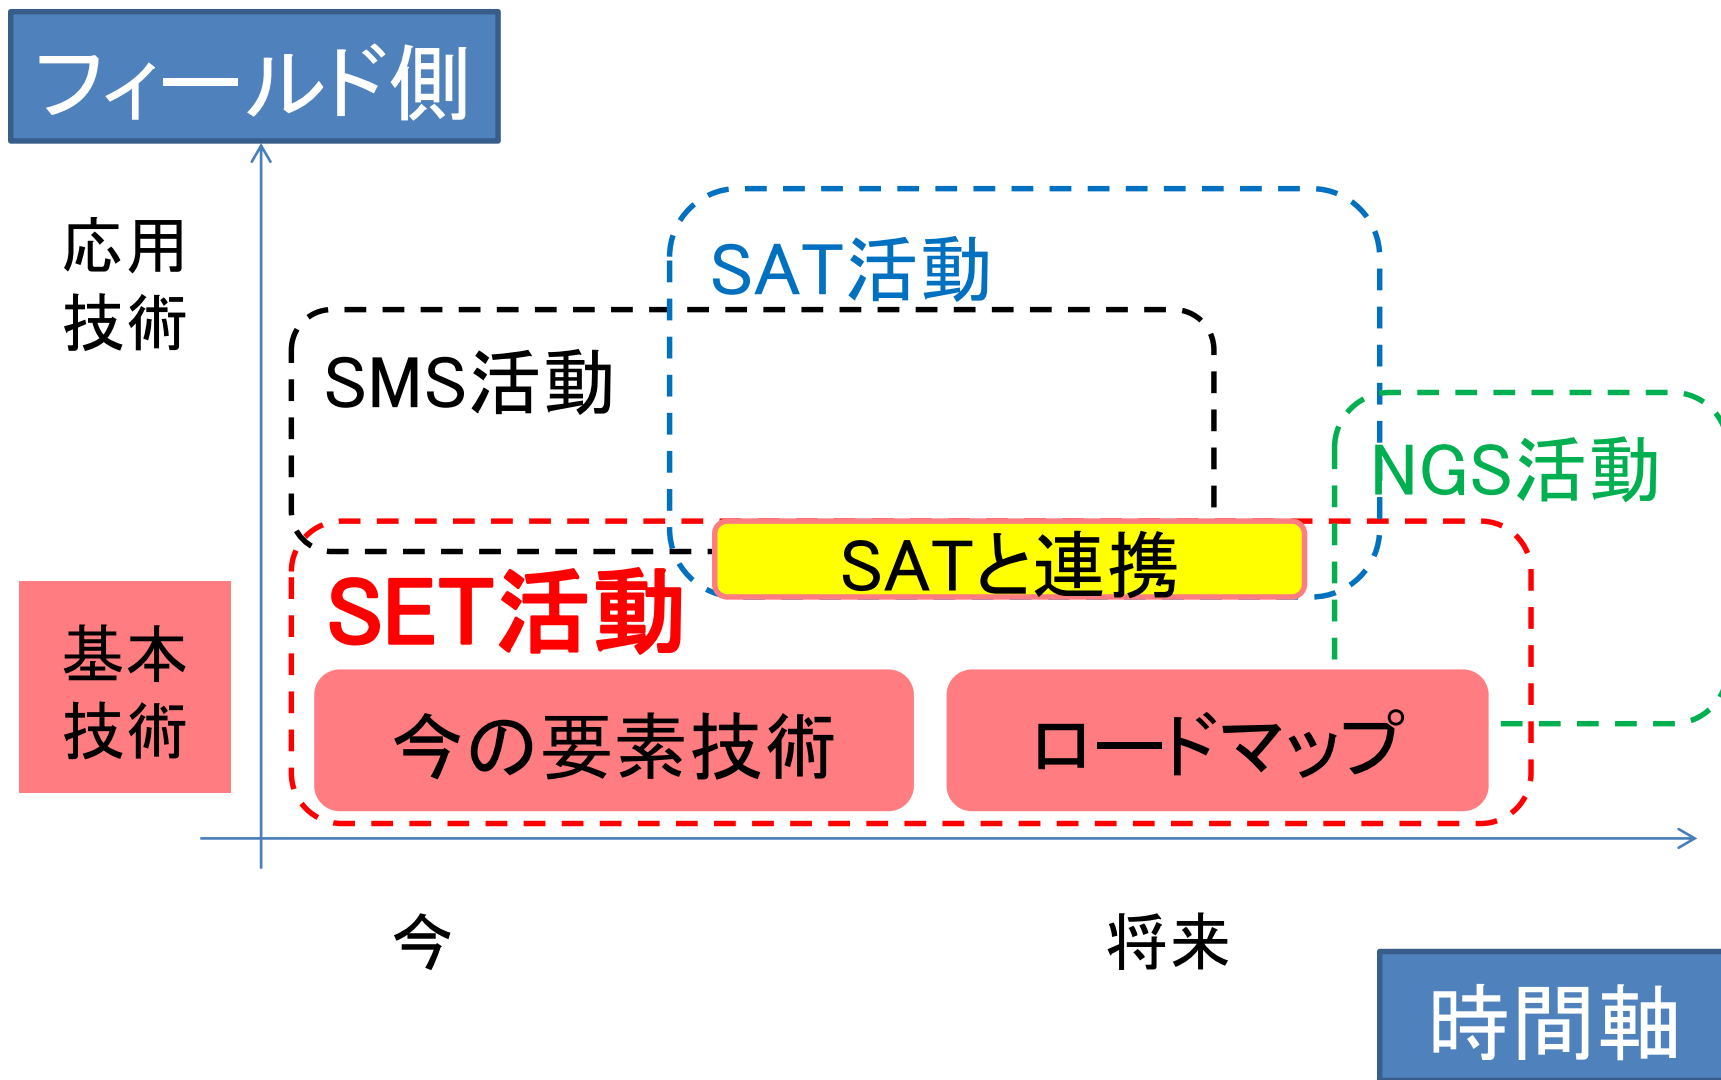 フィールド側
応用
技術
SAT活動
SMS活動
NGS活動
SATと連携
SET活動
基本
技術
今の要素技術
ロードマップ
今
将来
時間軸